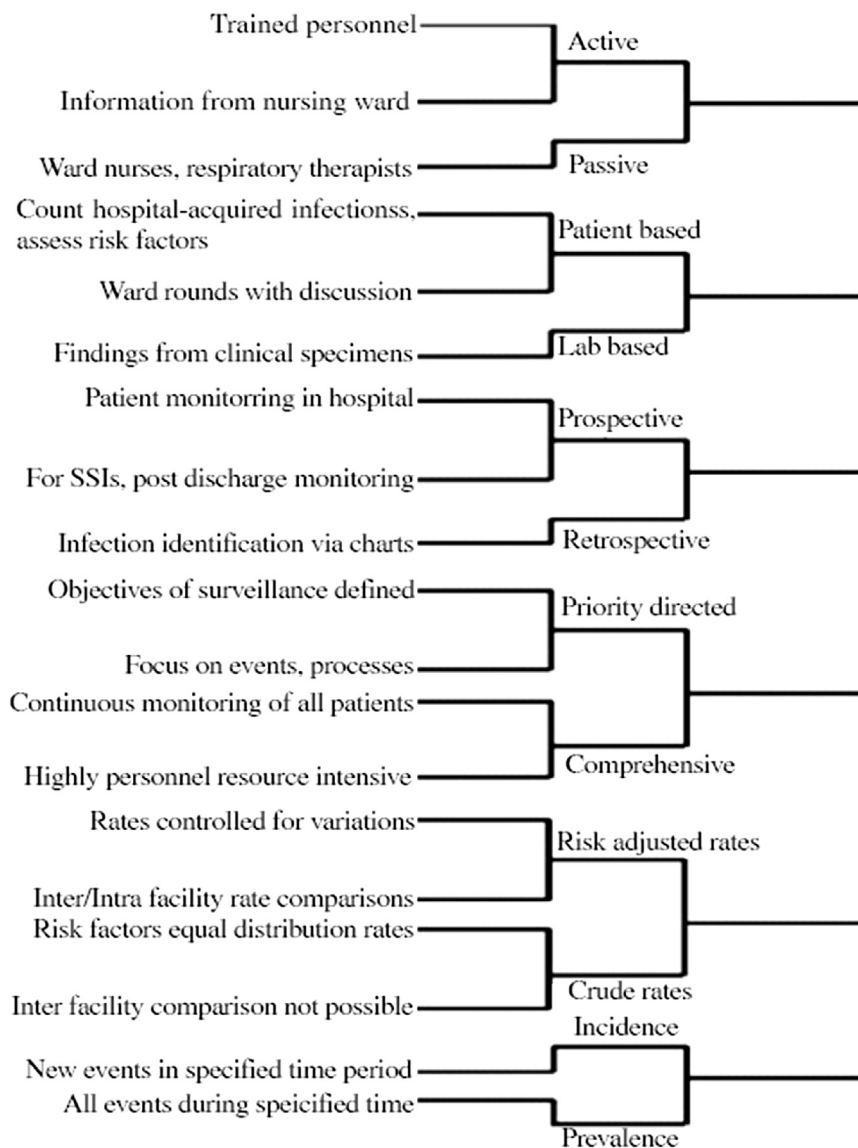 Trained personnel
Active
Information from nursing ward
Ward nurses, respiratory therapists
Passive
Count hospital-acquired infectionss,
assess risk factors
Patient based
Ward rounds with discussion
Findings from clinical specimens
Lab based
Patient monitorring in hospital
Prospective
For SSIs, post discharge monitoring
Infection identification via charts
Retrospective
Objectives of surveillance defined
Priority directed
Focus on events, processes
Continuous monitoring of all patients
Comprehensive
Highly personnel resource intensive
Rates controlled for variations
Risk adjusted rates
Inter/Intra facility rate comparisons
Risk factors equal distribution rates
Crude rates
Inter facility comparison not possible
Incidence
New events in specified time period
All events during speicified time
Prevalence